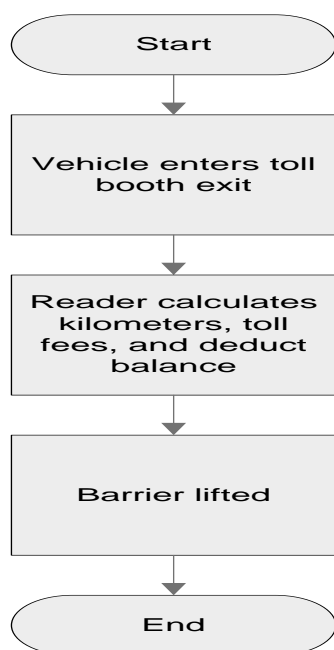 Start
Vehicle enters toll
booth exit
Reader calculates
kilometers, toll
fees, and deduct
balance
Barrier lifted
End